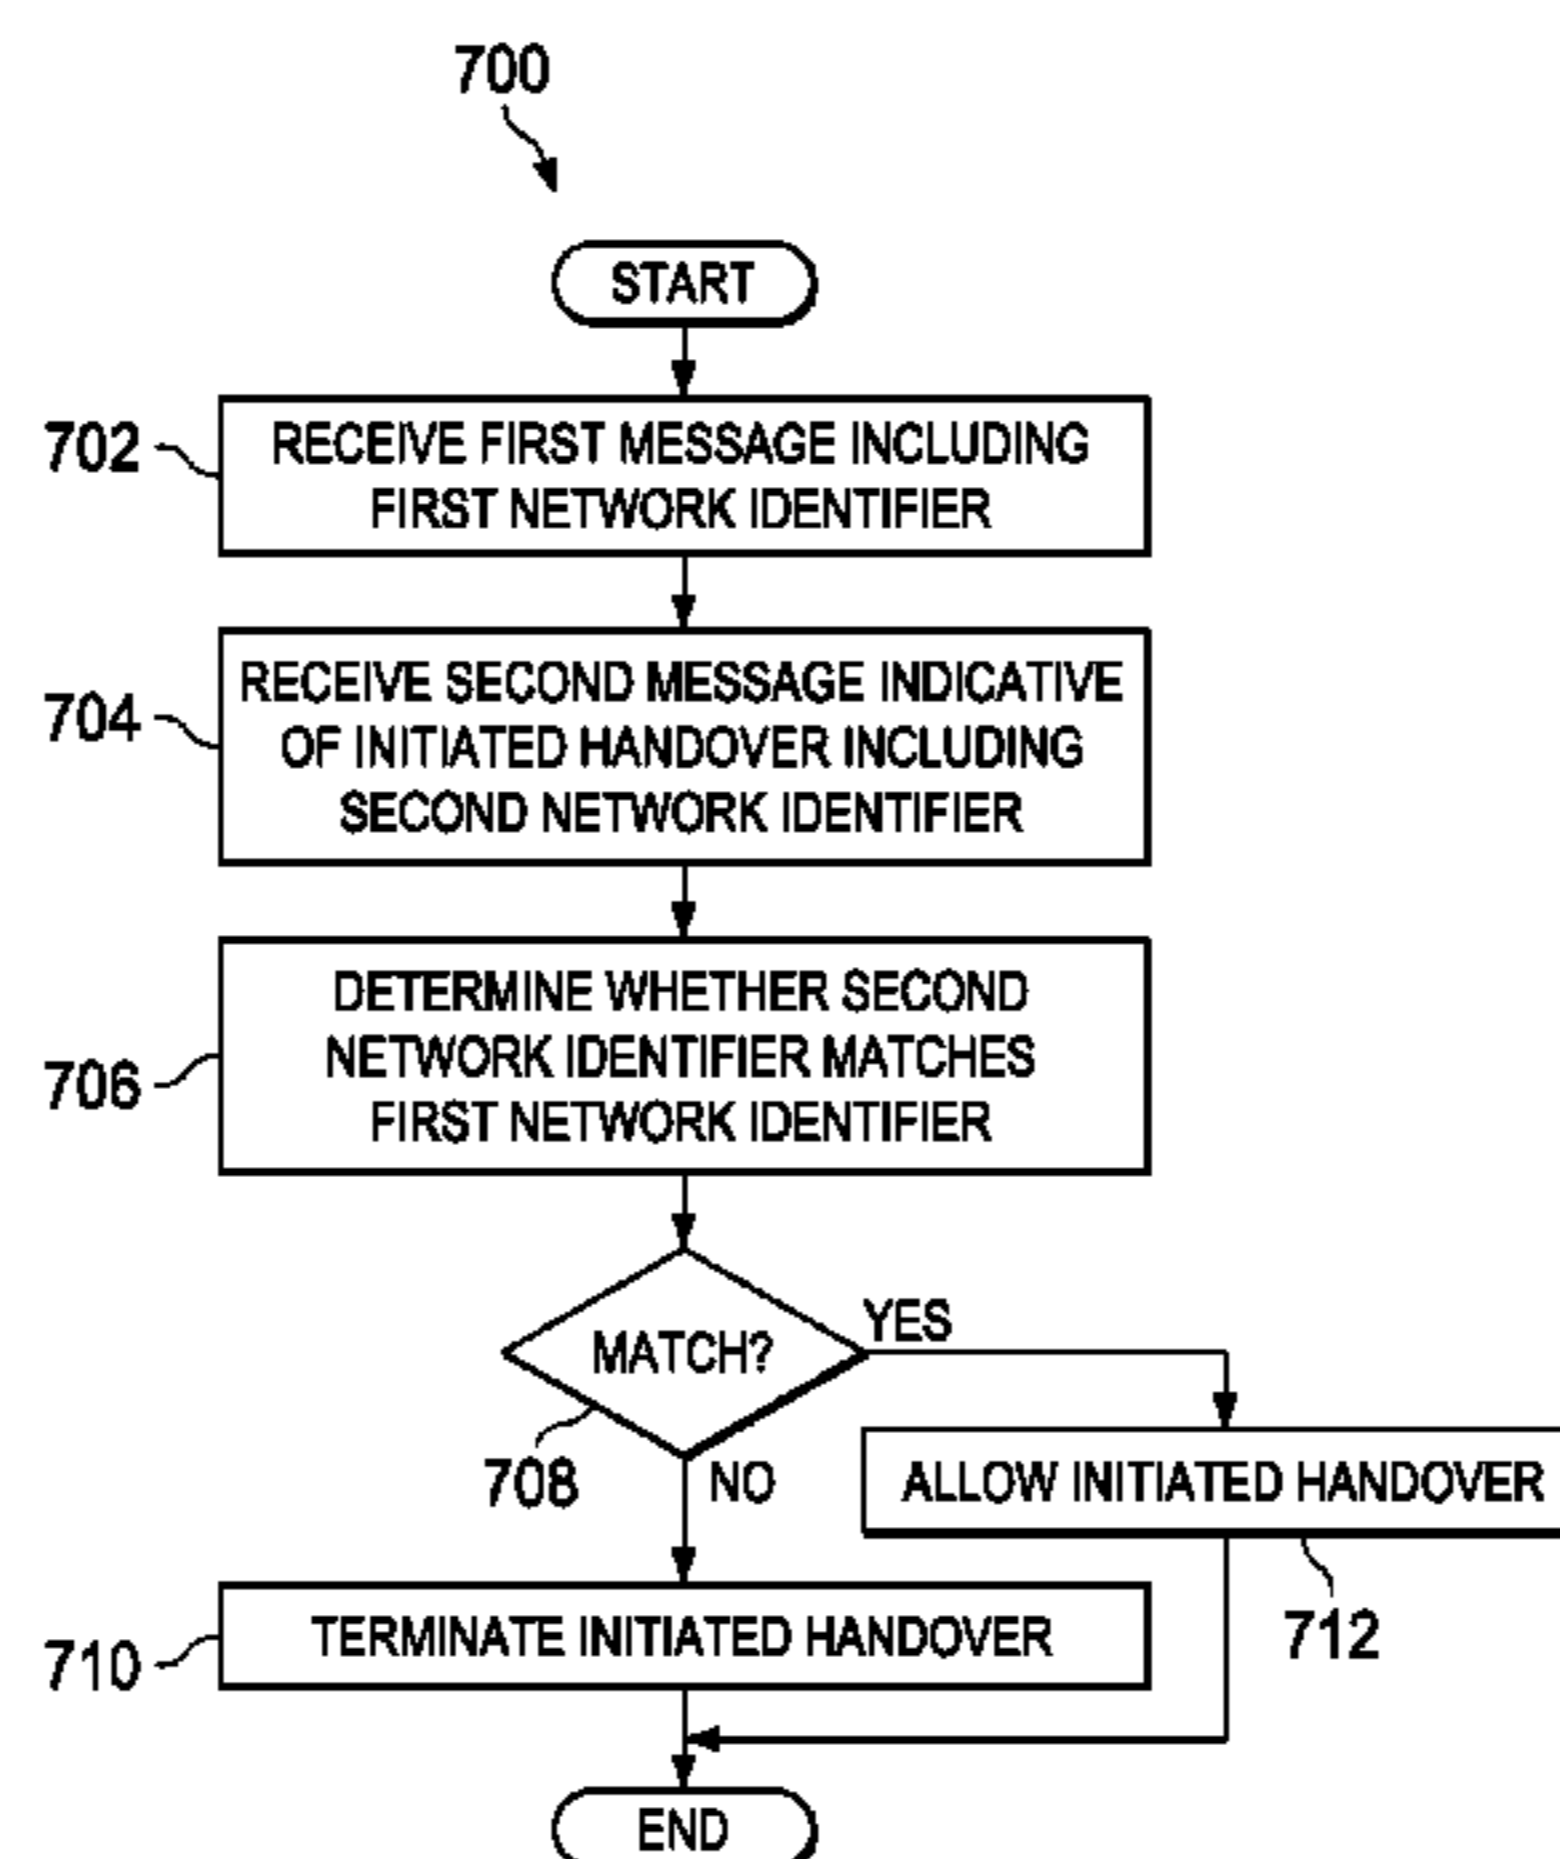 700
START
702
RECEIVE FIRST MESSAGE INCLUDING
FIRST NETWORK IDENTIFIER
704
RECEIVE SECOND MESSAGE INDICATIVE
OF INITIATED HANDOVER INCLUDING
SECOND NETWORK IDENTIFIER
706
DETERMINE WHETHER SECOND
NETWORK IDENTIFIER MATCHES
FIRST NETWORK IDENTIFIER
MATCH?
YES
708
NO
ALLOW INITIATED HANDOVER
712
710
TERMINATE INITIATED HANDOVER
END